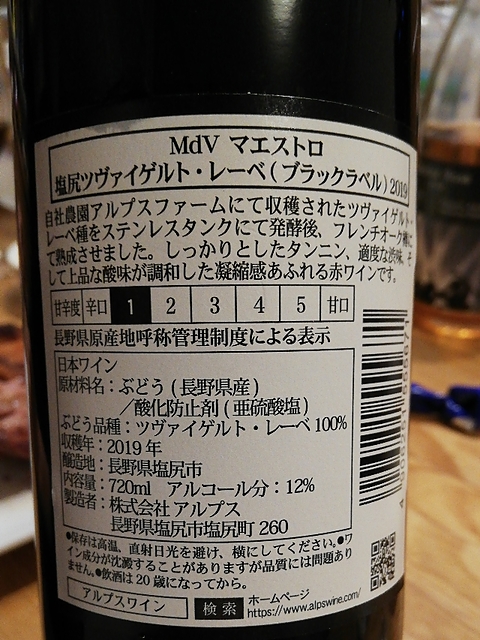 MdV マエストロ
塩尻ツヴァイゲルト・レーベ(ブラックラベル)2019
自社農園アルプスファームにて収穫されたツヴァイゲルト・
レーベ種をステンレスタンクにて発酵後、フレンチオーク樽に
て熟成させました。しっかりとしたタンニン、適度な渋味、そ
して上品な酸味が調和した凝縮感あふれる赤ワインです。
甘辛度 辛口 1 2 3 4 5 甘口
長野県原産地呼称管理制度による表示
日本ワイン
原材料名:ぶどう(長野県産)
/酸化防止剤(亜硫酸塩)
ぶどう品種:ツヴァイゲルト・レーベ 100%
収穫年:2019 年
醸造地:長野県塩尻市
内容量:720ml アルコール分:12%
製造者:株式会社 アルプス
長野県塩尻市塩尻町 260
●保存は高温、直射日光を避け、横にしてください。●ワ
イン成分が沈澱することがありますが品質には問題あり
ません。●飲酒は 20 歳になってから。
アルプスワイン 検索 ホームページ
https://www.alpswine.com/